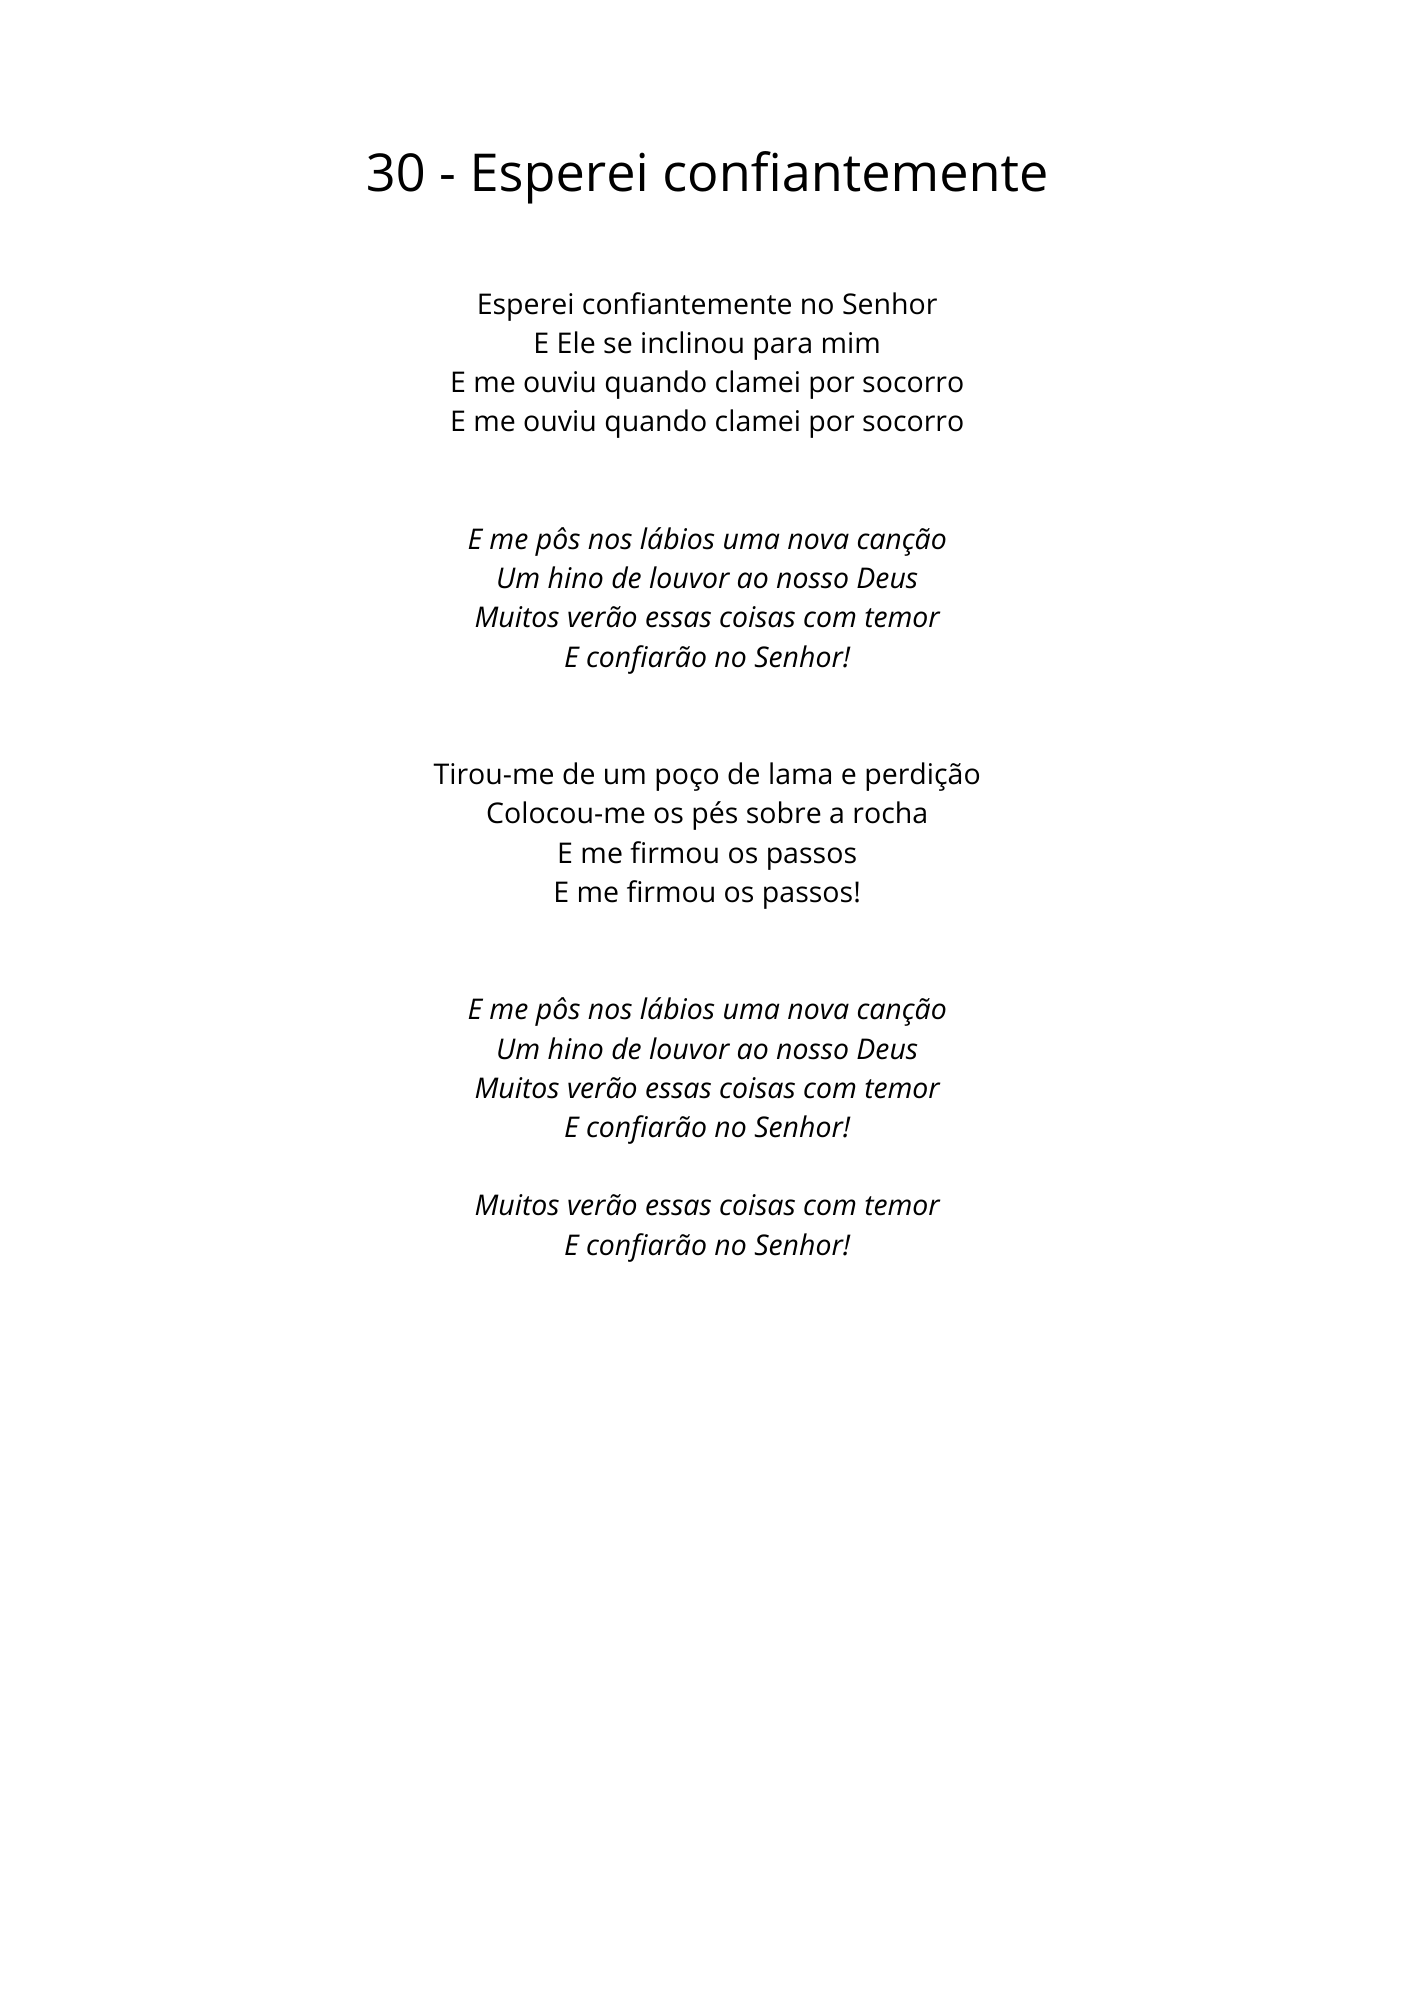 30 - Esperei confiantemente
Esperei confiantemente no Senhor
E Ele se inclinou para mim
E me ouviu quando clamei por socorro
E me ouviu quando clamei por socorro
E me pôs nos lábios uma nova canção
Um hino de louvor ao nosso Deus
Muitos verão essas coisas com temor
E confiarão no Senhor!
Tirou-me de um poço de lama e perdição
Colocou-me os pés sobre a rocha
E me firmou os passos
E me firmou os passos!
E me pôs nos lábios uma nova canção
Um hino de louvor ao nosso Deus
Muitos verão essas coisas com temor
E confiarão no Senhor!
Muitos verão essas coisas com temor
E confiarão no Senhor!